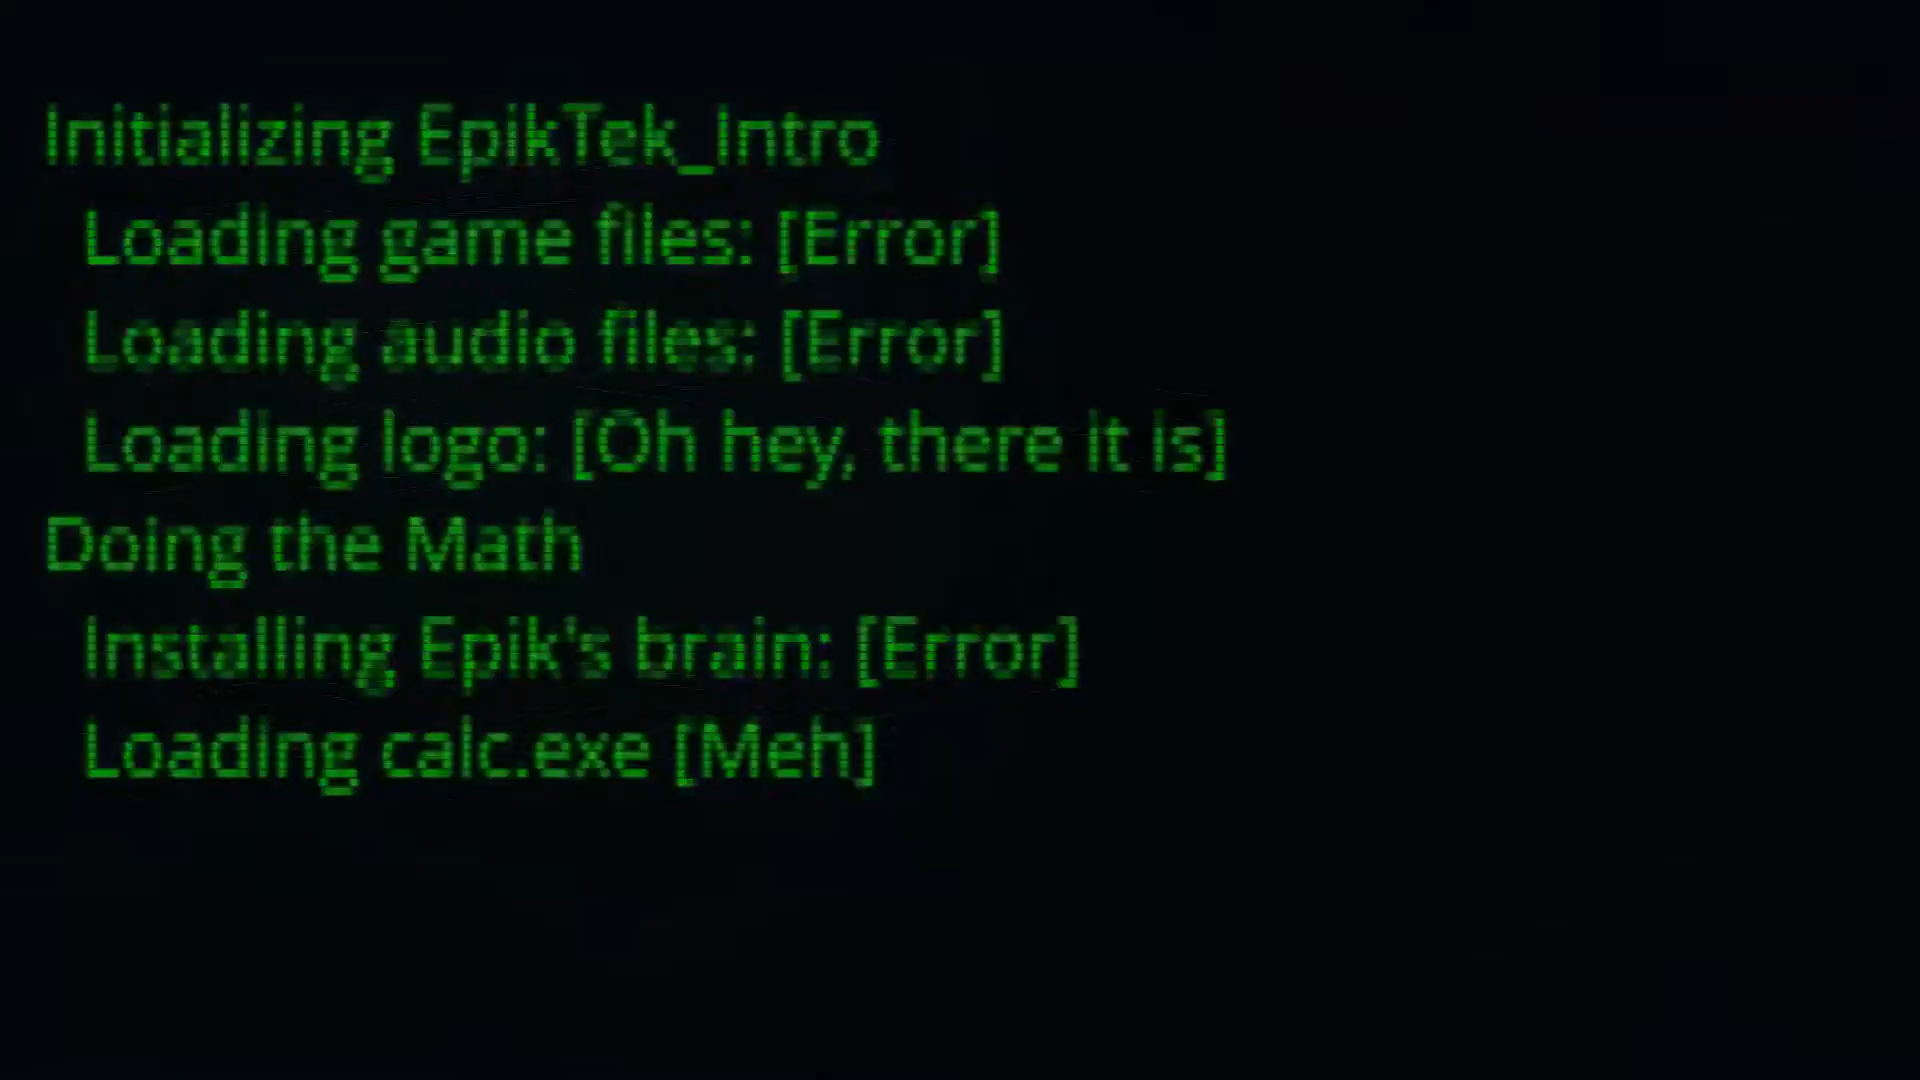 Initializing EpikTek_Intro
Loading game files: [Error]
Loading audio files: [Error]
Loading logo: [Oh hey, there it is]
Doing the Math
Installing Epik's brain: [Error]
Loading calc.exe [Meh]